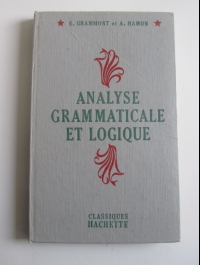 G. GRAMMONT et A. HAMON
ANALYSE
GRAMMATICALE
ET LOGIQUE
CLASSIQUES
HACHETTE